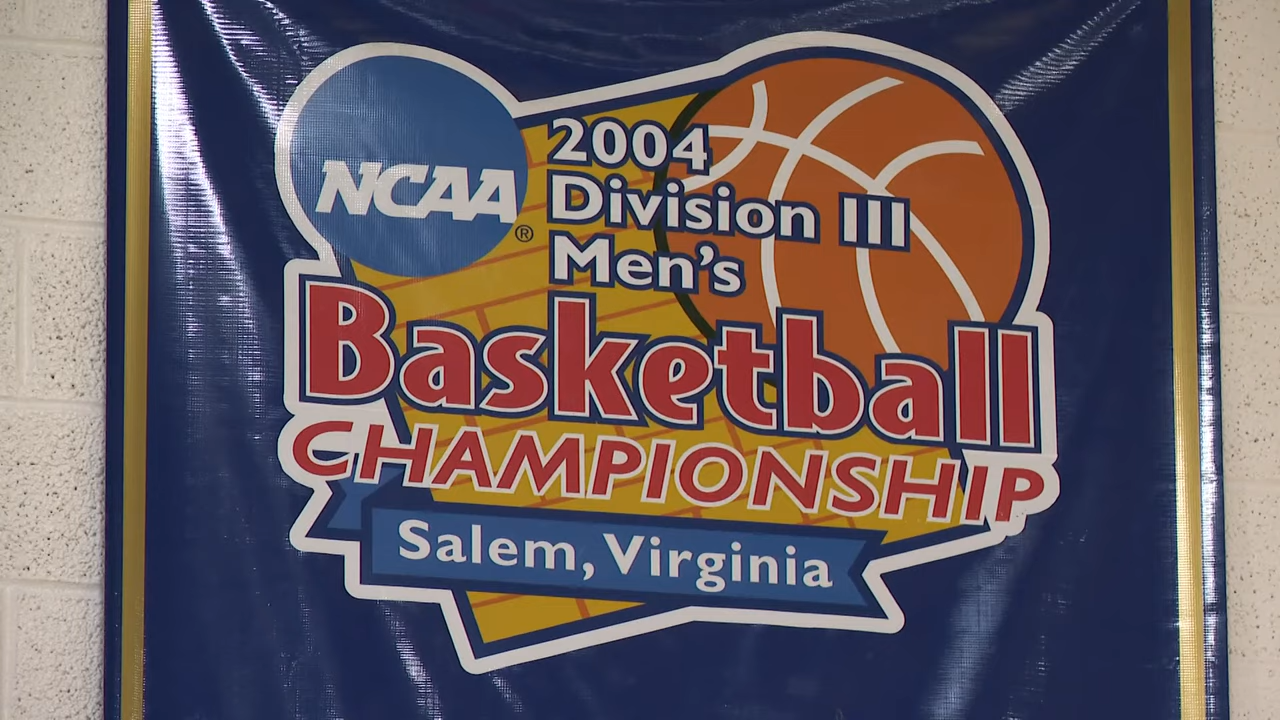 NCAA
®
2004
Division III
Men's
Basketball
CHAMPIONSHIP
Salem, Virginia